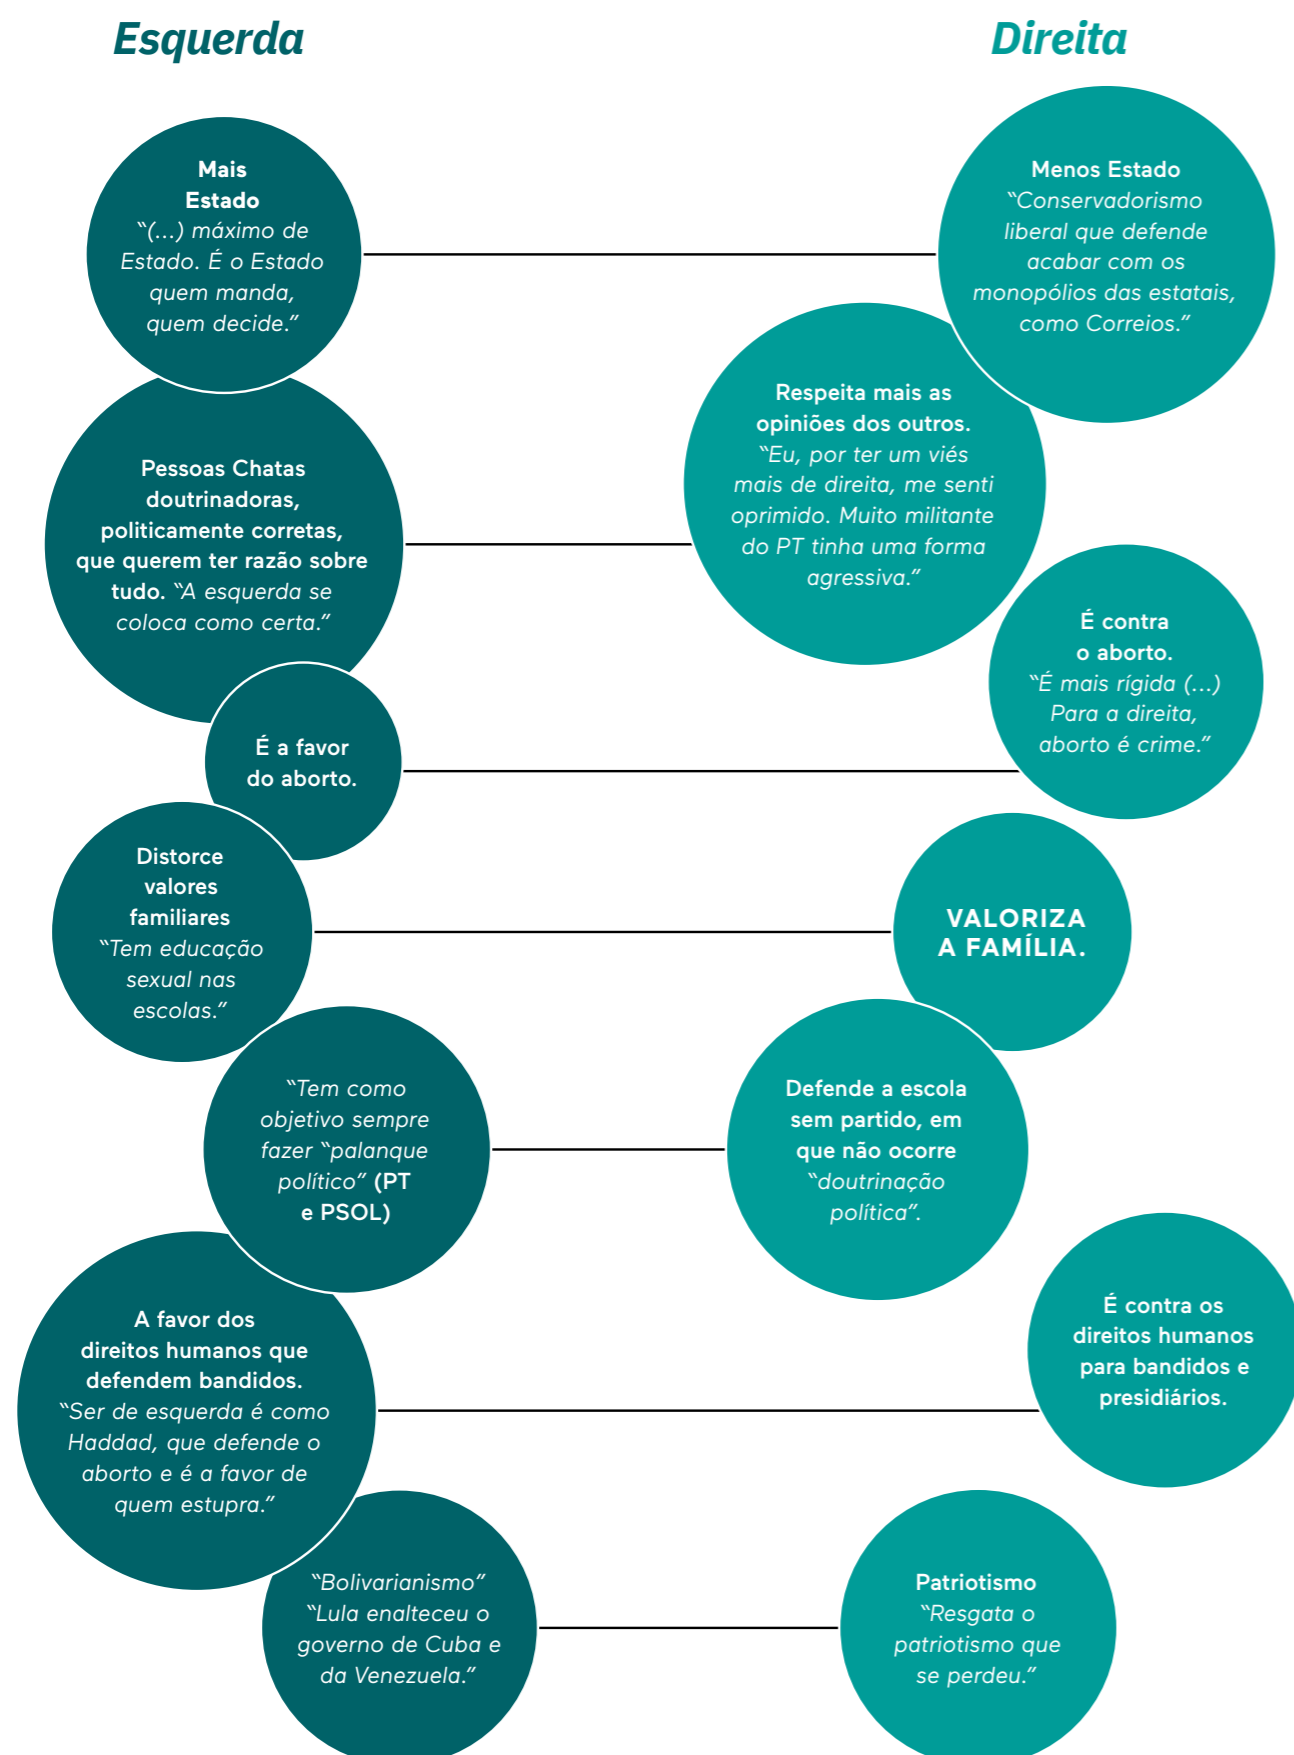 Esquerda
Direita
Mais
Estado
“(...) máximo de
Estado. É o Estado
quem manda,
quem decide.”
Menos Estado
“Conservadorismo
liberal que defende
acabar com os
monopólios das estatais,
como Correios.”
Pessoas Chatas
doutrinadoras,
politicamente corretas,
que querem ter razão sobre
tudo. “A esquerda se
coloca como certa.”
Respeita mais as
opiniões dos outros.
“Eu, por ter um viés
mais de direita, me senti
oprimido. Muito militante
do PT tinha uma forma
agressiva.”
É a favor
do aborto.
É contra
o aborto.
“É mais rígida (...)
Para a direita,
aborto é crime.”
Distorce
valores
familiares
“Tem educação
sexual nas
escolas.”
VALORIZA
A FAMÍLIA.
“Tem como
objetivo sempre
fazer “palanque
político” (PT
e PSOL)
Defende a escola
sem partido, em
que não ocorre
“doutrinação
política”.
A favor dos
direitos humanos que
defendem bandidos.
“Ser de esquerda é como
Haddad, que defende o
aborto e é a favor de
quem estupra.”
É contra os
direitos humanos
para bandidos e
presidiários.
“Bolivarianismo”
“Lula enalteceu o
governo de Cuba e
da Venezuela.”
Patriotismo
“Resgata o
patriotismo que
se perdeu.”